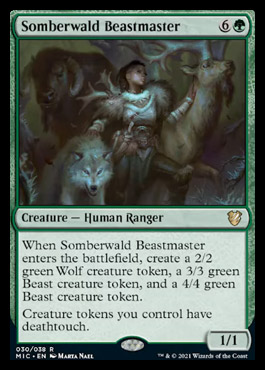 Somberwald Beastmaster 6
Creature — Human Ranger
When Somberwald Beastmaster
enters the battlefield, create a 2/2
green Wolf creature token, a 3/3 green
Beast creature token, and a 4/4 green
Beast creature token.
Creature tokens you control have
deathtouch.
1/1
030/038 R
MIC • EN Marta Nael
™ & © 2021 Wizards of the Coast